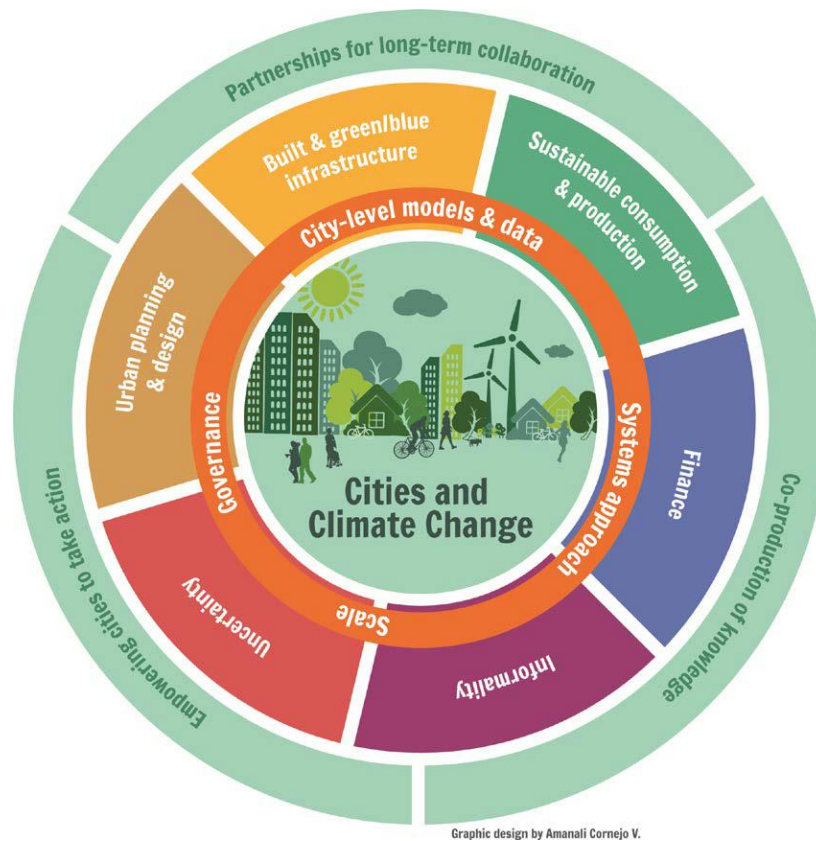 Partnerships for long-term collaboration
Built & green/blue
infrastructure
Sustainable consumption
& production
City-level models & data
Urban planning
& design
Governance
Systems approach
Finance
Cities and
Climate Change
Scale
Uncertainty
Informality
Empowering cities to take action
Co-production of knowledge
Graphic design by Amanali Cornejo V.